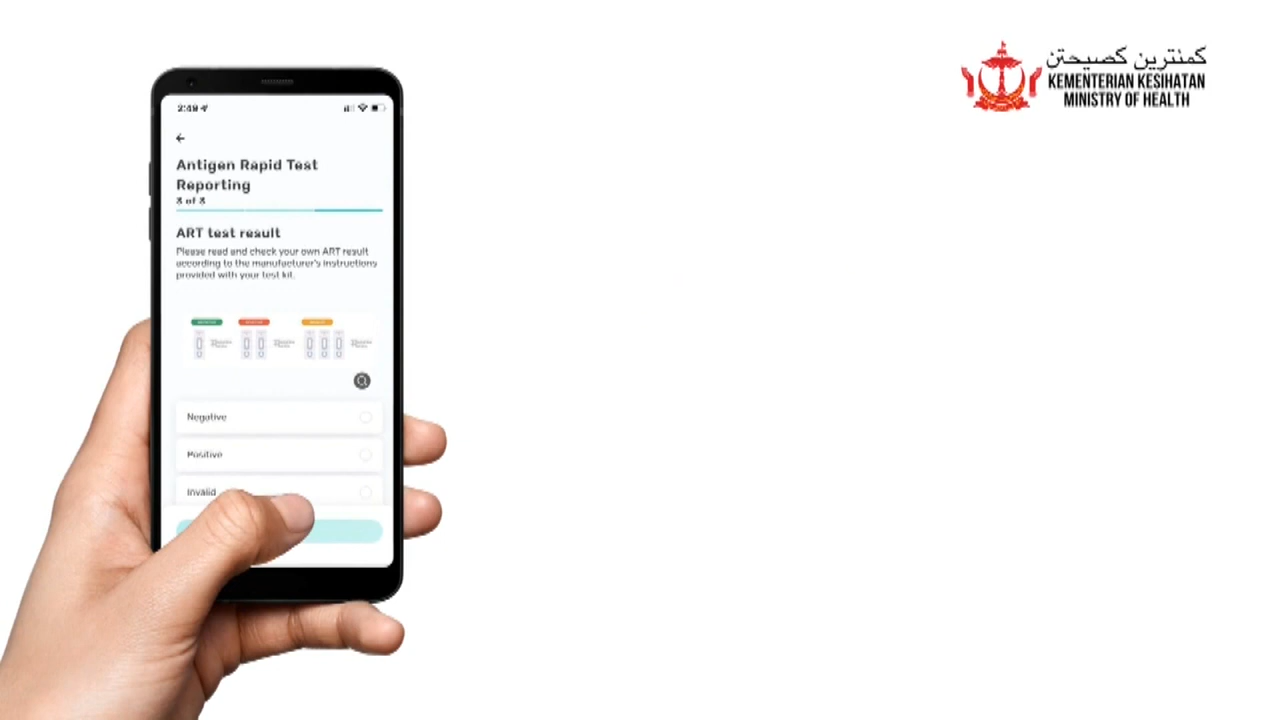 كمنترين كصيحتن
KEMENTERIAN KESIHATAN
MINISTRY OF HEALTH
2:49
Antigen Rapid Test
Reporting
3 of 3
ART test result
Please read and check your own ART result
according to the manufacturer's instructions
provided with your test kit.
Negative
Positive
Invalid